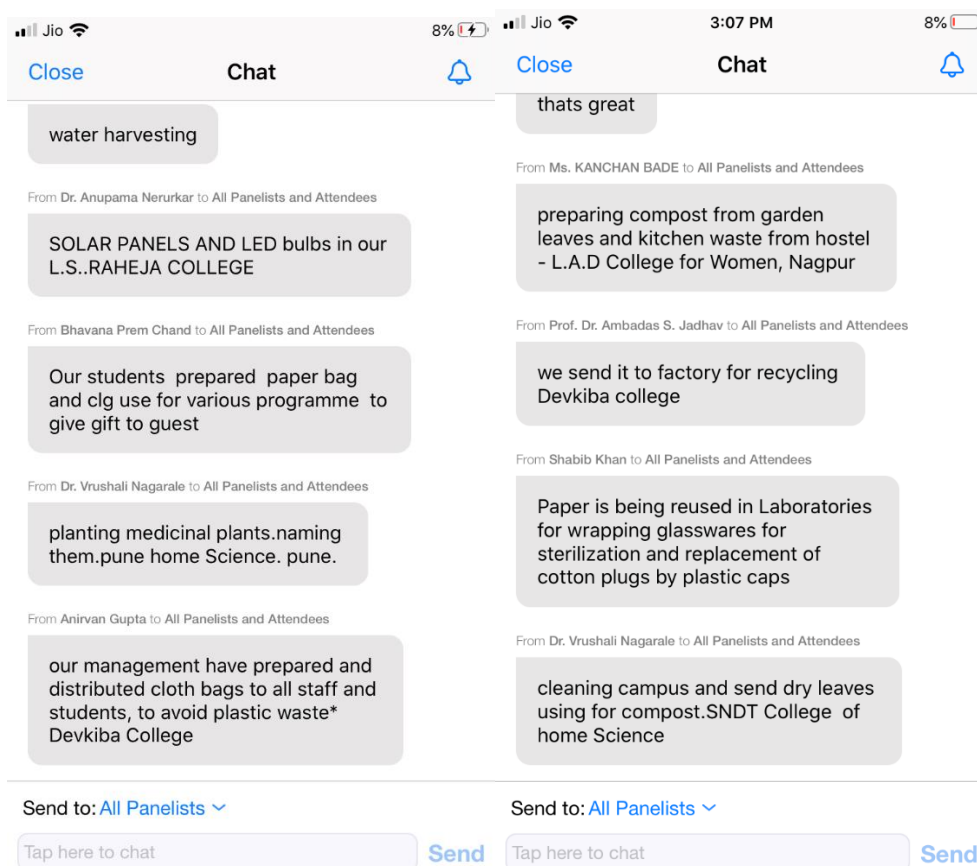 Jio
8%
Close
Chat
water harvesting
From Dr. Anupama Nerurkar to All Panelists and Attendees
SOLAR PANELS AND LED bulbs in our
L.S..RAHEJA COLLEGE
From Bhavana Prem Chand to All Panelists and Attendees
Our students prepared paper bag
and clg use for various programme to
give gift to guest
From Dr. Vrushali Nagarale to All Panelists and Attendees
planting medicinal plants.naming
them.pune home Science. pune.
From Anirvan Gupta to All Panelists and Attendees
our management have prepared and
distributed cloth bags to all staff and
students, to avoid plastic waste*
Devkiba College
Send to: All Panelists
Tap here to chat
Send
Jio
3:07 PM
8%
Close
Chat
thats great
From Ms. KANCHAN BADE to All Panelists and Attendees
preparing compost from garden
leaves and kitchen waste from hostel
- L.A.D College for Women, Nagpur
From Prof. Dr. Ambadas S. Jadhav to All Panelists and Attendees
we send it to factory for recycling
Devkiba college
From Shabib Khan to All Panelists and Attendees
Paper is being reused in Laboratories
for wrapping glasswares for
sterilization and replacement of
cotton plugs by plastic caps
From Dr. Vrushali Nagarale to All Panelists and Attendees
cleaning campus and send dry leaves
using for compost.SNDT College of
home Science
Send to: All Panelists
Tap here to chat
Send